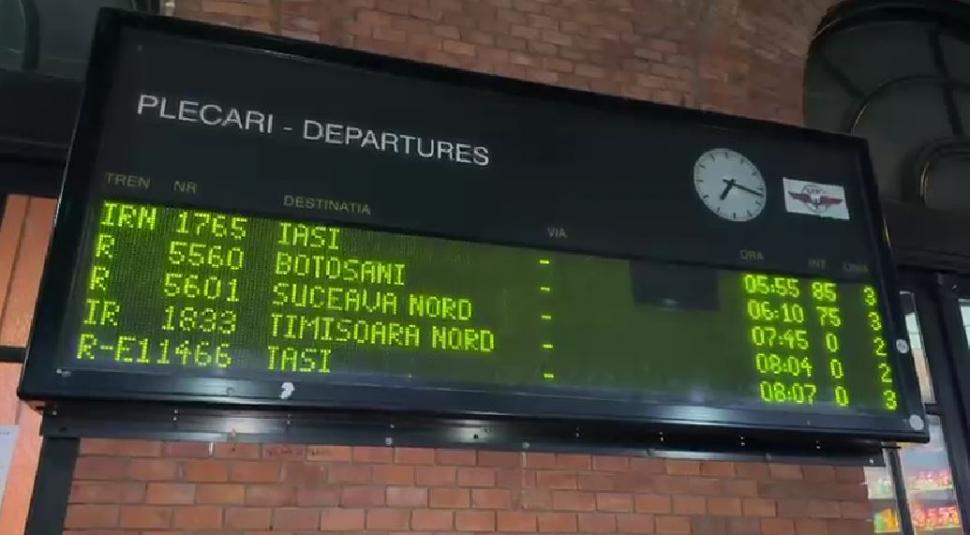 PLECARI - DEPARTURES
TREN NR DESTINATIA VIA ORA INT LINIA
IRN 1765 IASI - 05:55 85 3
R 5560 BOTOSANI - 06:10 75 3
R 5601 SUCEAVA NORD - 07:45 0 2
IR 1833 TIMISOARA NORD - 08:04 0 2
R-E11466 IASI - 08:07 0 3